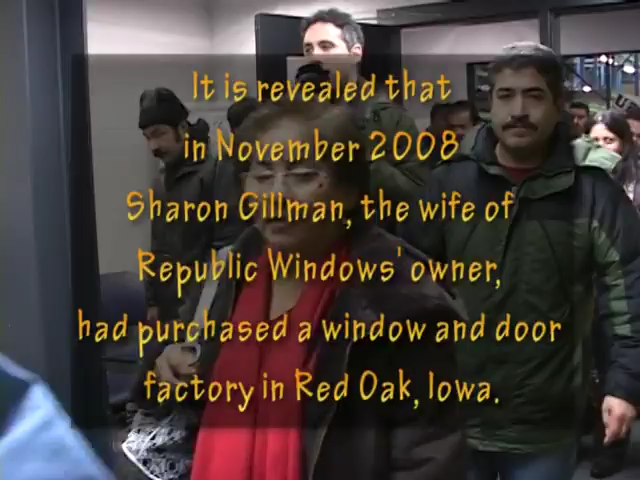 It is revealed that
in November 2008
Sharon Gillman, the wife of
Republic Windows' owner,
had purchased a window and door
factory in Red Oak, Iowa.